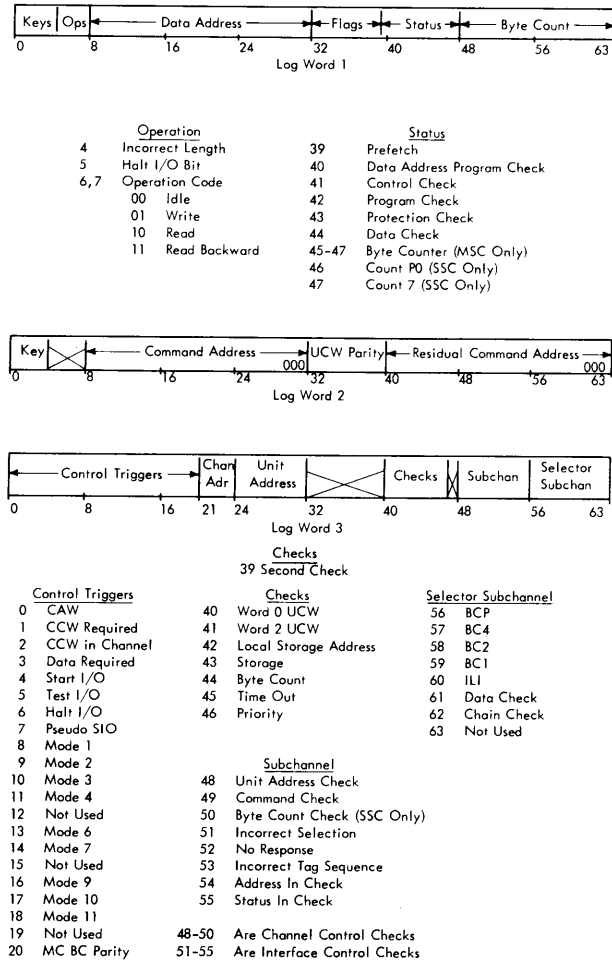 Keys Ops Data Address Flags Status Byte Count
0 8 16 24 32 40 48 56 63
Log Word 1
Operation
4 Incorrect Length
5 Halt I/O Bit
6,7 Operation Code
00 Idle
01 Write
10 Read
11 Read Backward
Status
39 Prefetch
40 Data Address Program Check
41 Control Check
42 Program Check
43 Protection Check
44 Data Check
45-47 Byte Counter (MSC Only)
46 Count P0 (SSC Only)
47 Count 7 (SSC Only)
Key Command Address 000 UCW Parity Residual Command Address 000
0 8 16 24 32 40 48 56 63
Log Word 2
Control Triggers Chan Adr Unit Address Checks Subchan Selector Subchan
0 8 16 21 24 32 40 48 56 63
Log Word 3
Checks
39 Second Check
Control Triggers
0 CAW
1 CCW Required
2 CCW in Channel
3 Data Required
4 Start I/O
5 Test I/O
6 Halt I/O
7 Pseudo SIO
8 Mode 1
9 Mode 2
10 Mode 3
11 Mode 4
12 Not Used
13 Mode 6
14 Mode 7
15 Not Used
16 Mode 9
17 Mode 10
18 Mode 11
19 Not Used
20 MC BC Parity
Checks
40 Word 0 UCW
41 Word 2 UCW
42 Local Storage Address
43 Storage
44 Byte Count
45 Time Out
46 Priority
Subchannel
48 Unit Address Check
49 Command Check
50 Byte Count Check (SSC Only)
51 Incorrect Selection
52 No Response
53 Incorrect Tag Sequence
54 Address In Check
55 Status In Check
48-50 Are Channel Control Checks
51-55 Are Interface Control Checks
Selector Subchannel
56 BCP
57 BC4
58 BC2
59 BC1
60 ILI
61 Data Check
62 Chain Check
63 Not Used